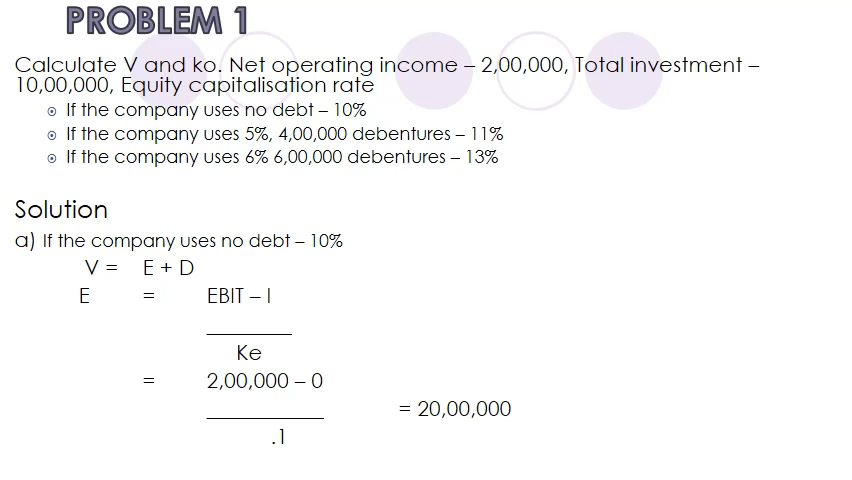 PROBLEM 1
Calculate V and ko. Net operating income – 2,00,000, Total investment –
10,00,000, Equity capitalisation rate
If the company uses no debt – 10%
If the company uses 5%, 4,00,000 debentures – 11%
If the company uses 6% 6,00,000 debentures – 13%
Solution
a) If the company uses no debt – 10%
V = E + D
E = EBIT – I
Ke
= 2,00,000 – 0
= 20,00,000
.1